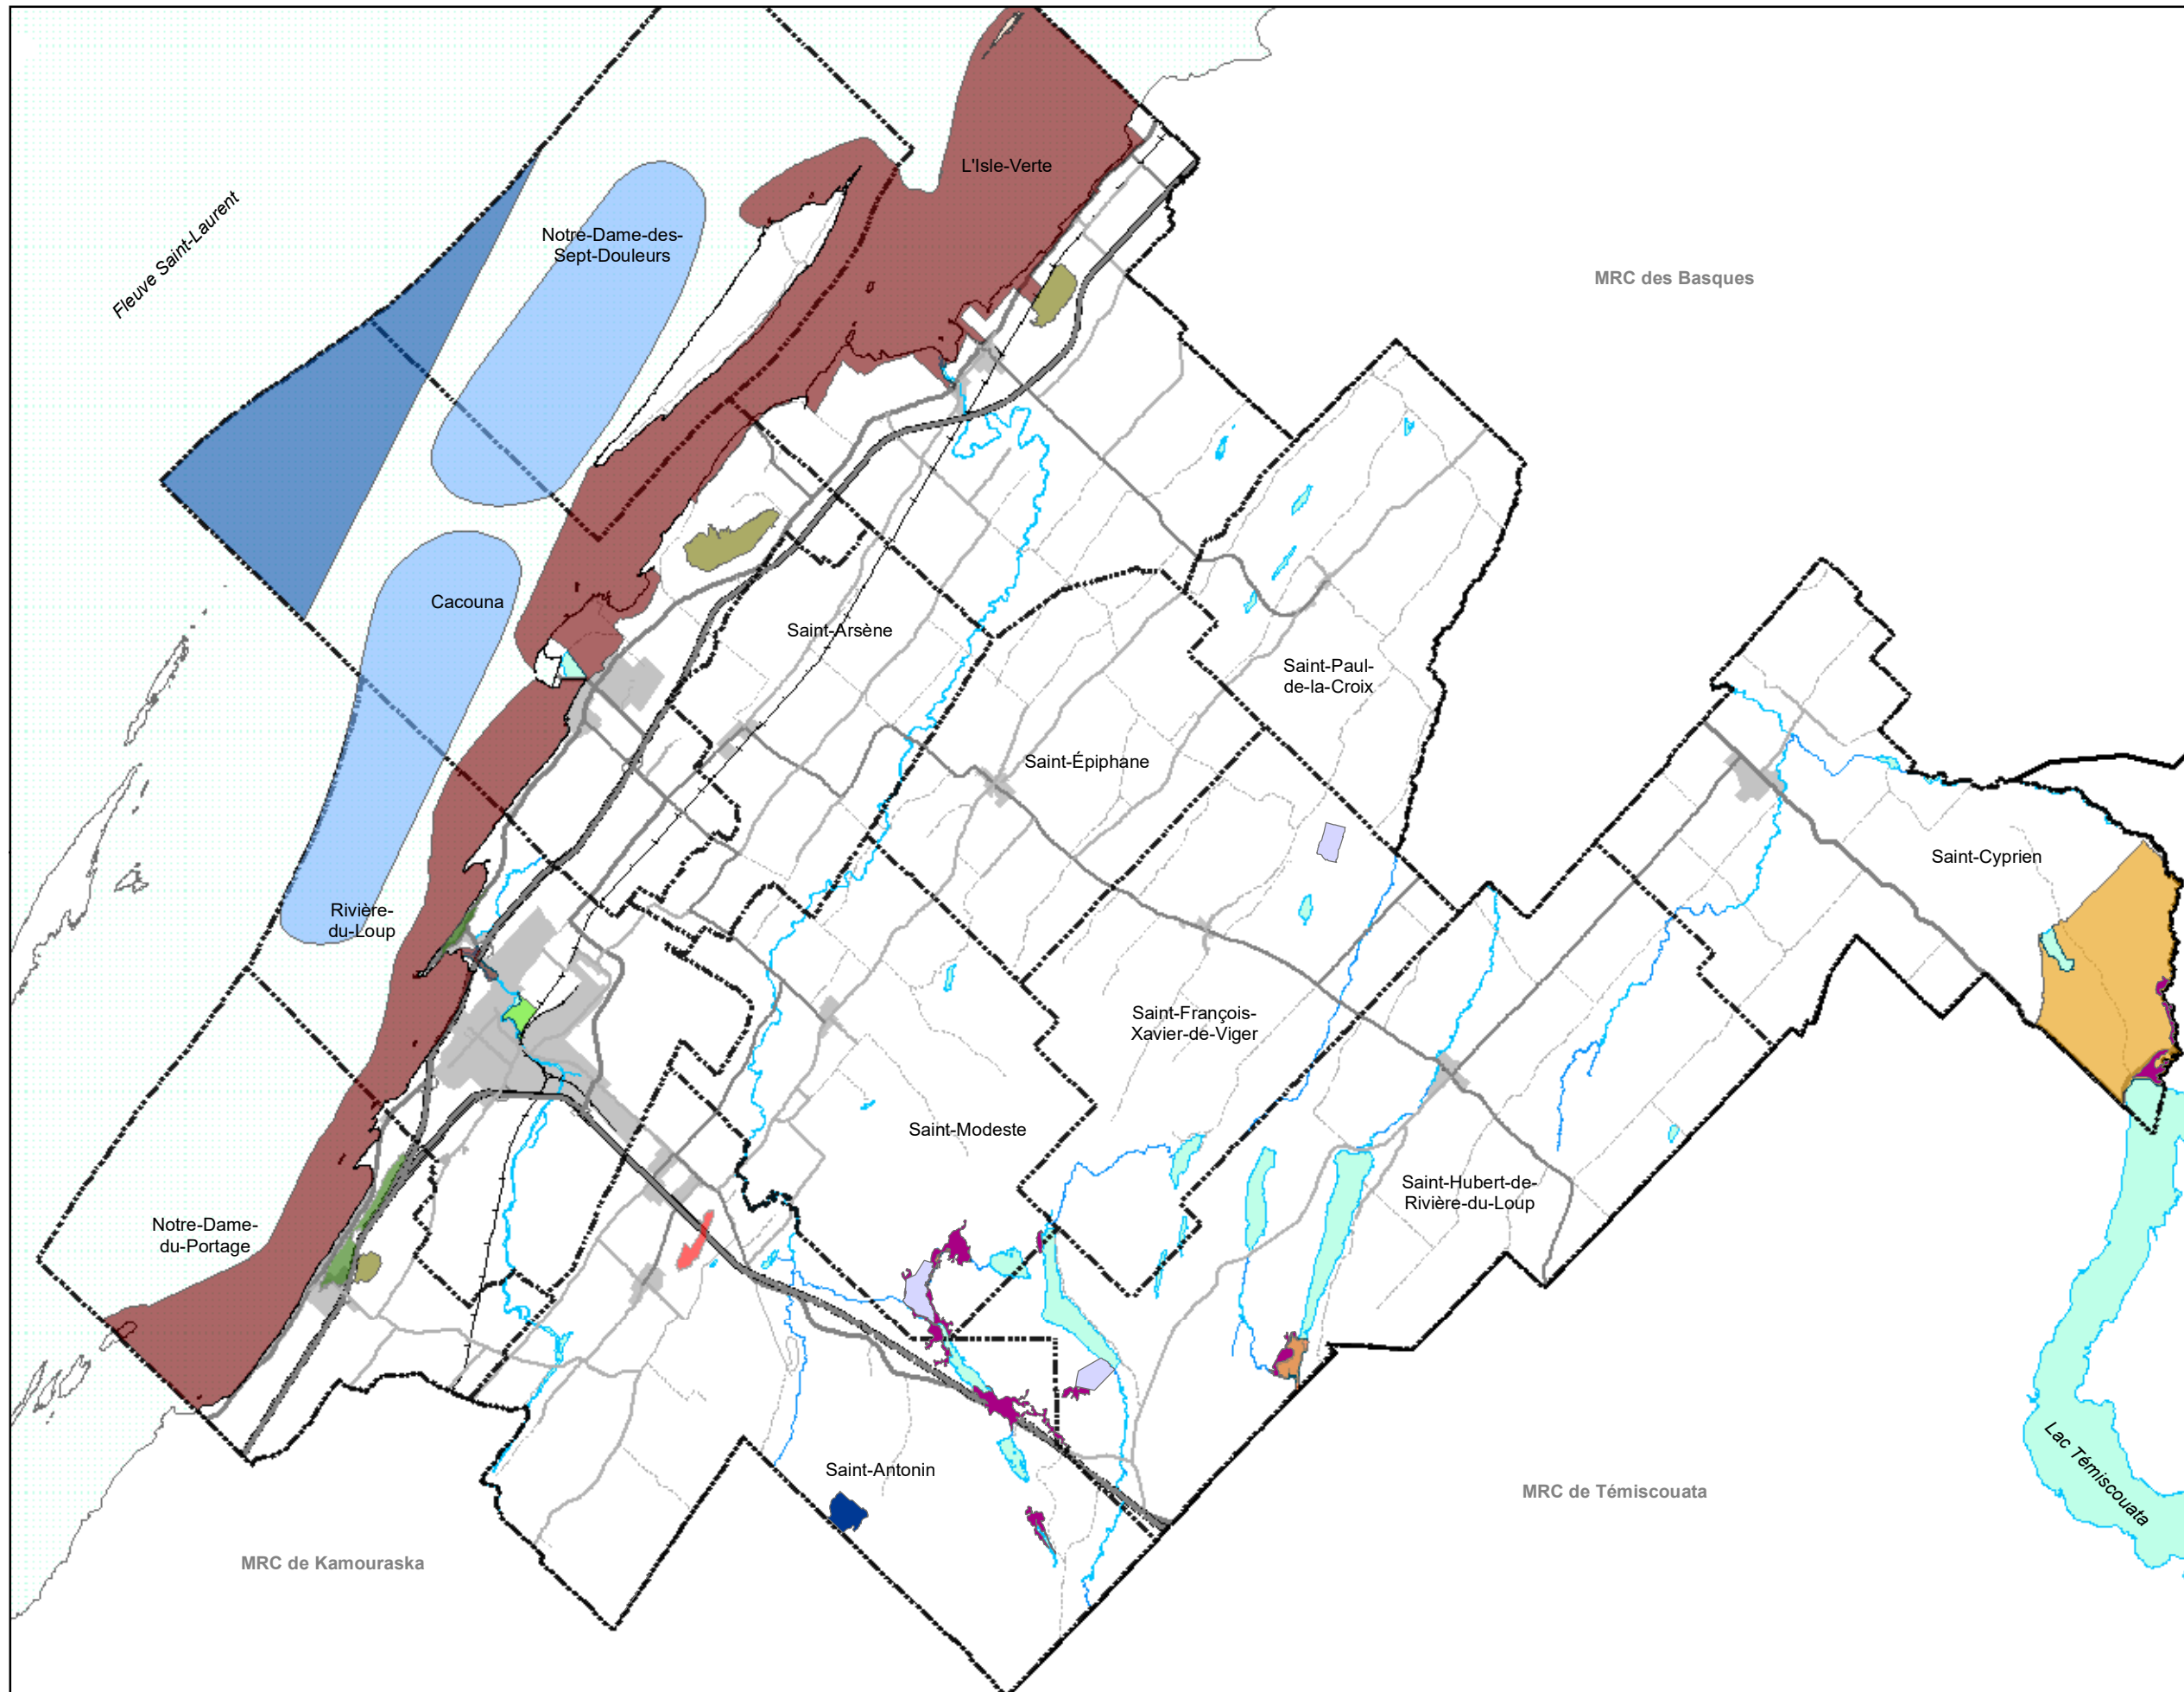 L'Isle-Verte
Fleuve Saint-Laurent
Notre-Dame-des-
Sept-Douleurs
MRC des Basques
Cacouna
Saint-Arsène
Saint-Paul-
de-la-Croix
Saint-Épiphane
Saint-Cyprien
Rivière-
du-Loup
Saint-François-
Xavier-de-Viger
Saint-Modeste
Saint-Hubert-de-
Rivière-du-Loup
Notre-Dame-
du-Portage
Saint-Antonin
Lac Témiscouata
MRC de Témiscouata
MRC de Kamouraska